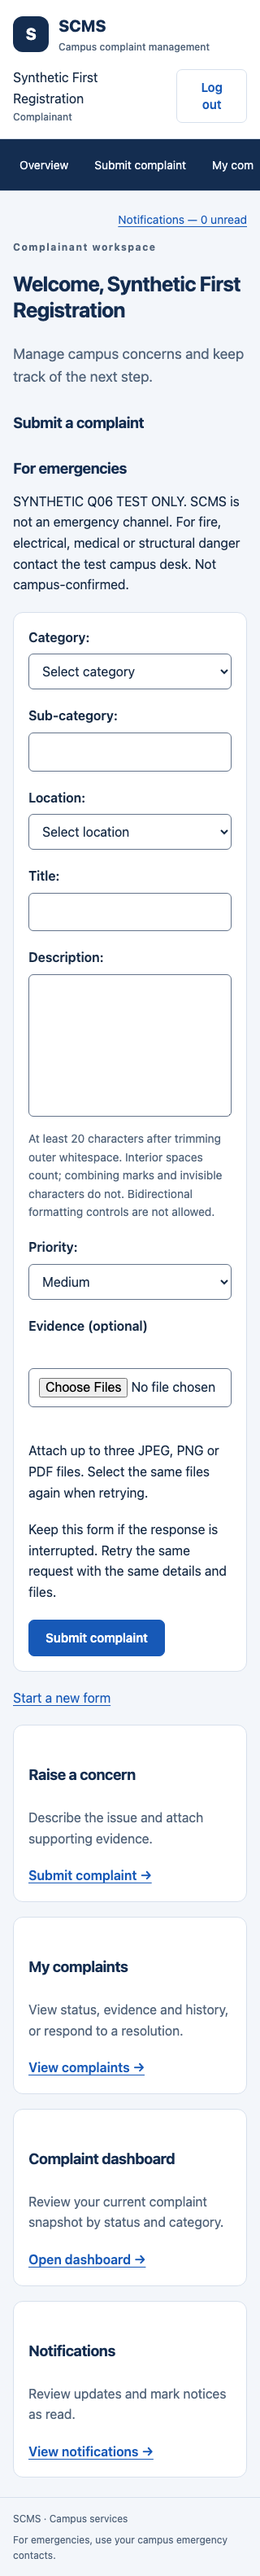 S
SCMS
Campus complaint management
Synthetic First
Registration
Complainant
Log
out
Overview
Submit complaint
My com
Notifications — 0 unread
Complainant workspace
Welcome, Synthetic First
Registration
Manage campus concerns and keep
track of the next step.
Submit a complaint
For emergencies
SYNTHETIC Q06 TEST ONLY. SCMS is
not an emergency channel. For fire,
electrical, medical or structural danger
contact the test campus desk. Not
campus-confirmed.
Category:
Select category
Sub-category:
Location:
Select location
Title:
Description:
At least 20 characters after trimming
outer whitespace. Interior spaces
count; combining marks and invisible
characters do not. Bidirectional
formatting controls are not allowed.
Priority:
Medium
Evidence (optional)
Choose Files No file chosen
Attach up to three JPEG, PNG or
PDF files. Select the same files
again when retrying.
Keep this form if the response is
interrupted. Retry the same
request with the same details and
files.
Submit complaint
Start a new form
Raise a concern
Describe the issue and attach
supporting evidence.
Submit complaint →
My complaints
View status, evidence and history,
or respond to a resolution.
View complaints →
Complaint dashboard
Review your current complaint
snapshot by status and category.
Open dashboard →
Notifications
Review updates and mark notices
as read.
View notifications →
SCMS · Campus services
For emergencies, use your campus emergency
contacts.